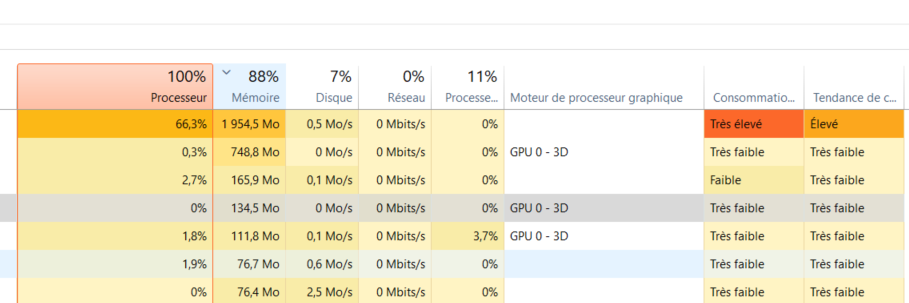 100% 88% 7% 0% 11%
Processeur Mémoire Disque Réseau Processe... Moteur de processeur graphique Consommatio... Tendance de c...
66,3% 1 954,5 Mo 0,5 Mo/s 0 Mbits/s 0% Très élevé Élevé
0,3% 748,8 Mo 0 Mo/s 0 Mbits/s 0% GPU 0 - 3D Très faible Très faible
2,7% 165,9 Mo 0,1 Mo/s 0 Mbits/s 0% Faible Très faible
0% 134,5 Mo 0 Mo/s 0 Mbits/s 0% GPU 0 - 3D Très faible Très faible
1,8% 111,8 Mo 0,1 Mo/s 0 Mbits/s 3,7% GPU 0 - 3D Très faible Très faible
1,9% 76,7 Mo 0,6 Mo/s 0 Mbits/s 0% Très faible Très faible
0% 76,4 Mo 2,5 Mo/s 0 Mbits/s 0% Très faible Très faible